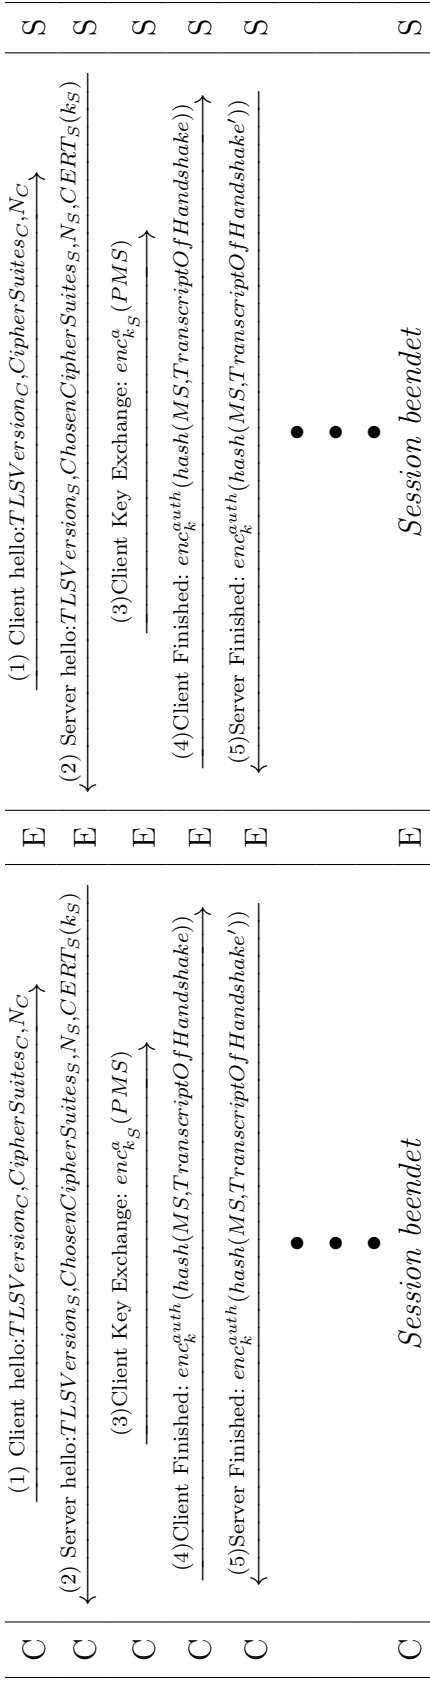 C (1) Client hello:TLSVersion_C,CipherSuites_C,N_C E (1) Client hello:TLSVersion_C,CipherSuites_C,N_C S
C (2) Server hello:TLSVersion_S,ChosenCipherSuites_S,N_S,CERT_S(k_S) E (2) Server hello:TLSVersion_S,ChosenCipherSuites_S,N_S,CERT_S(k_S) S
C (3)Client Key Exchange: enc^a_{k_S}(PMS) E (3)Client Key Exchange: enc^a_{k_S}(PMS) S
C (4)Client Finished: enc^{auth}_k(hash(MS,TranscriptOfHandshake)) E (4)Client Finished: enc^{auth}_k(hash(MS,TranscriptOfHandshake)) S
C (5)Server Finished: enc^{auth}_k(hash(MS,TranscriptOfHandshake')) E (5)Server Finished: enc^{auth}_k(hash(MS,TranscriptOfHandshake')) S
C Session beendet E Session beendet S